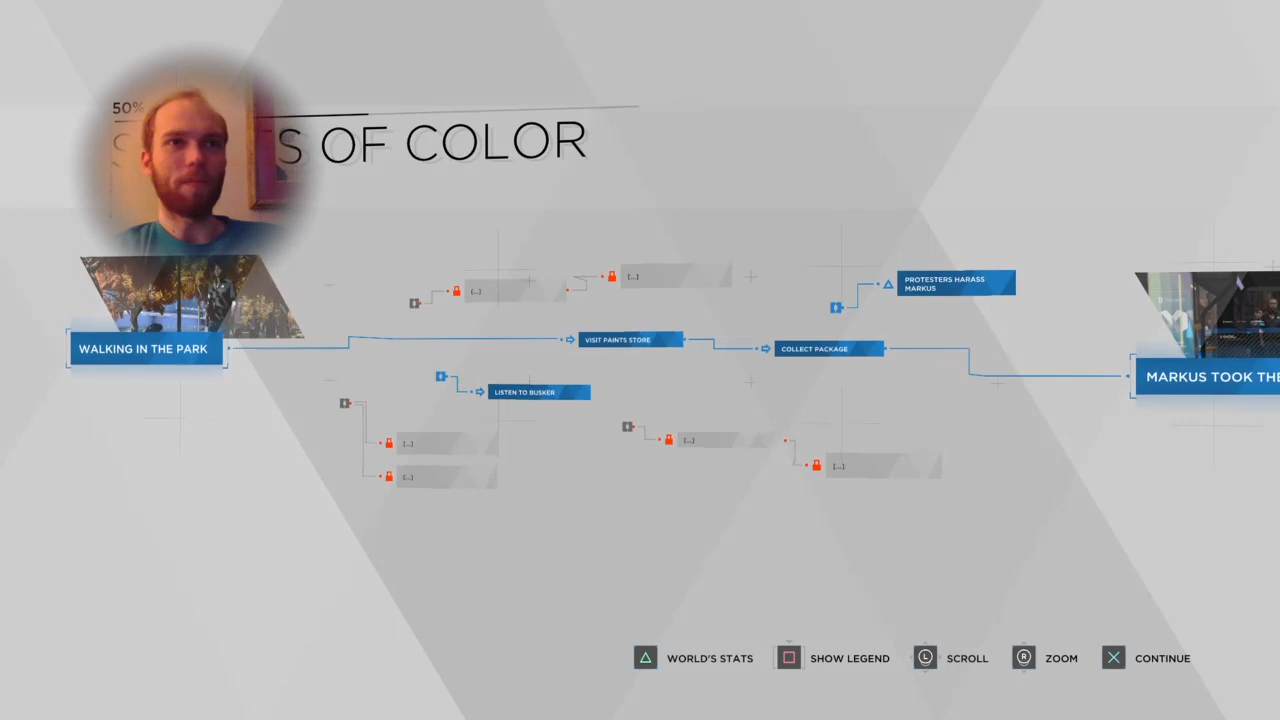 50%
S OF COLOR
WALKING IN THE PARK
[...]
[...]
PROTESTERS HARASS
MARKUS
VISIT PAINTS STORE
COLLECT PACKAGE
MARKUS TOOK THE
LISTEN TO BUSKER
[...]
[...]
[...]
[...]
WORLD'S STATS
SHOW LEGEND
L
SCROLL
R
ZOOM
CONTINUE